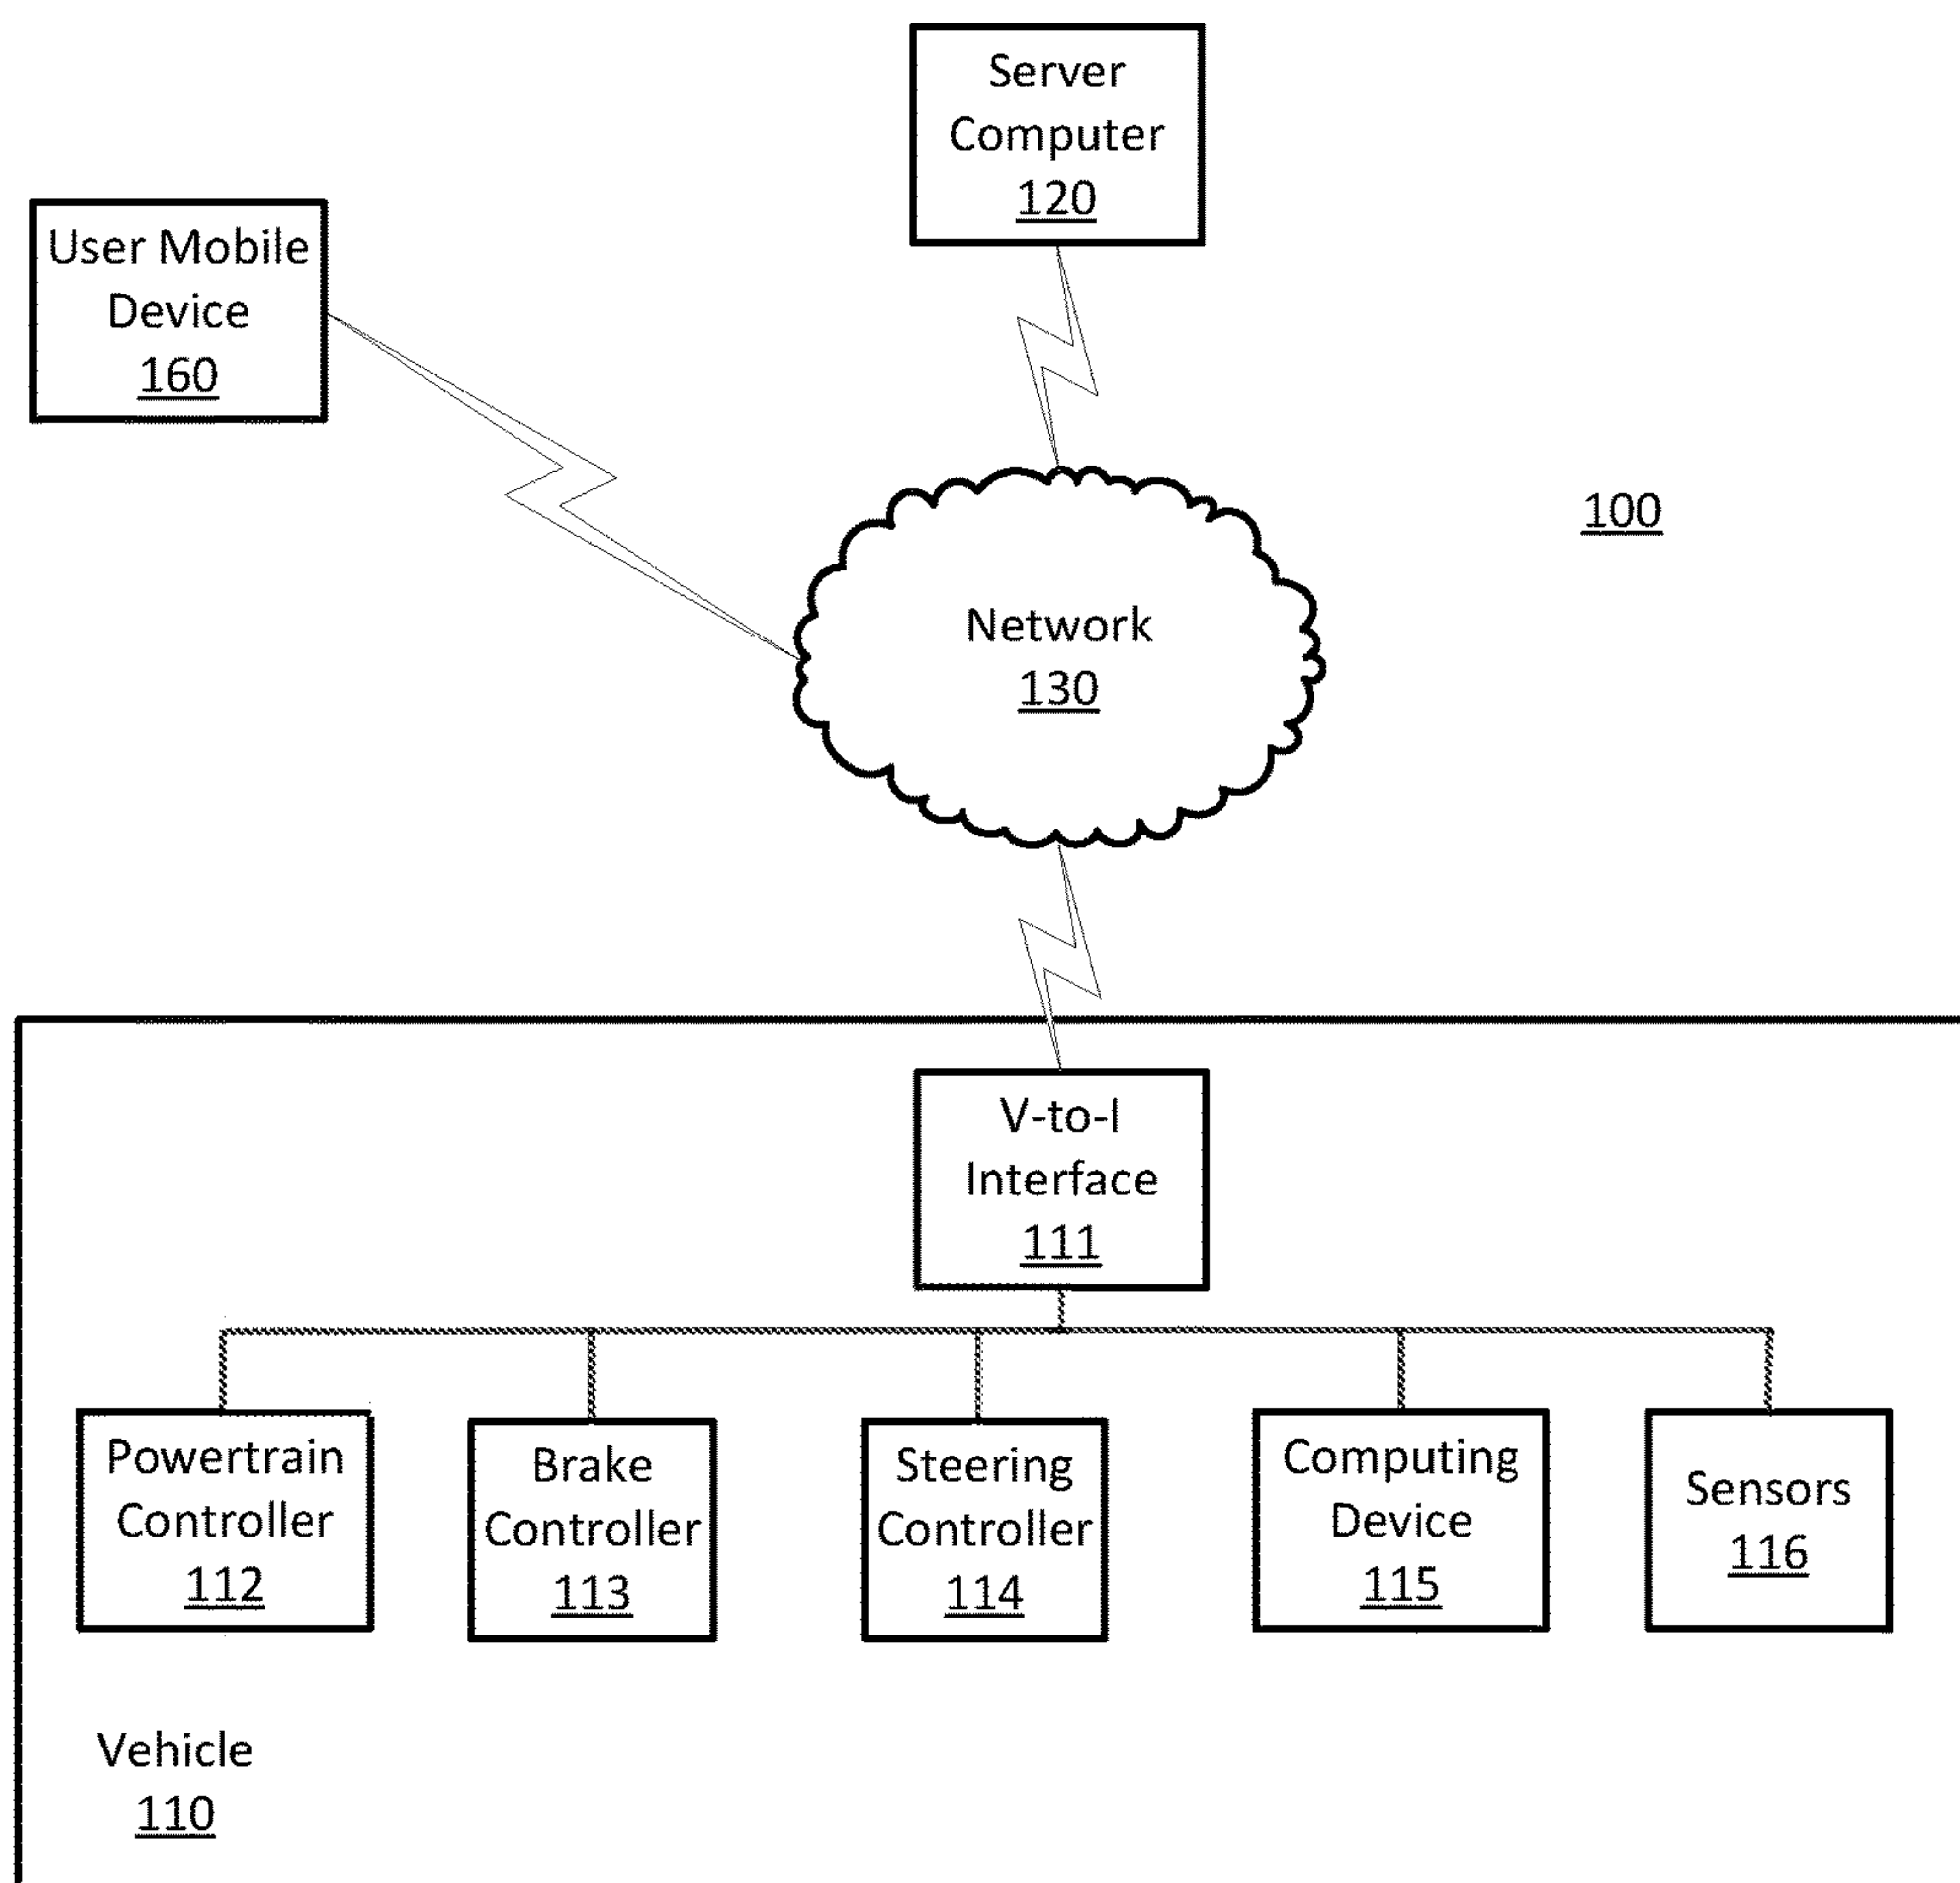 Server
Computer
120
User Mobile
Device
160
100
Network
130
V-to-I
Interface
111
Powertrain
Controller
112
Brake
Controller
113
Steering
Controller
114
Computing
Device
115
Sensors
116
Vehicle
110